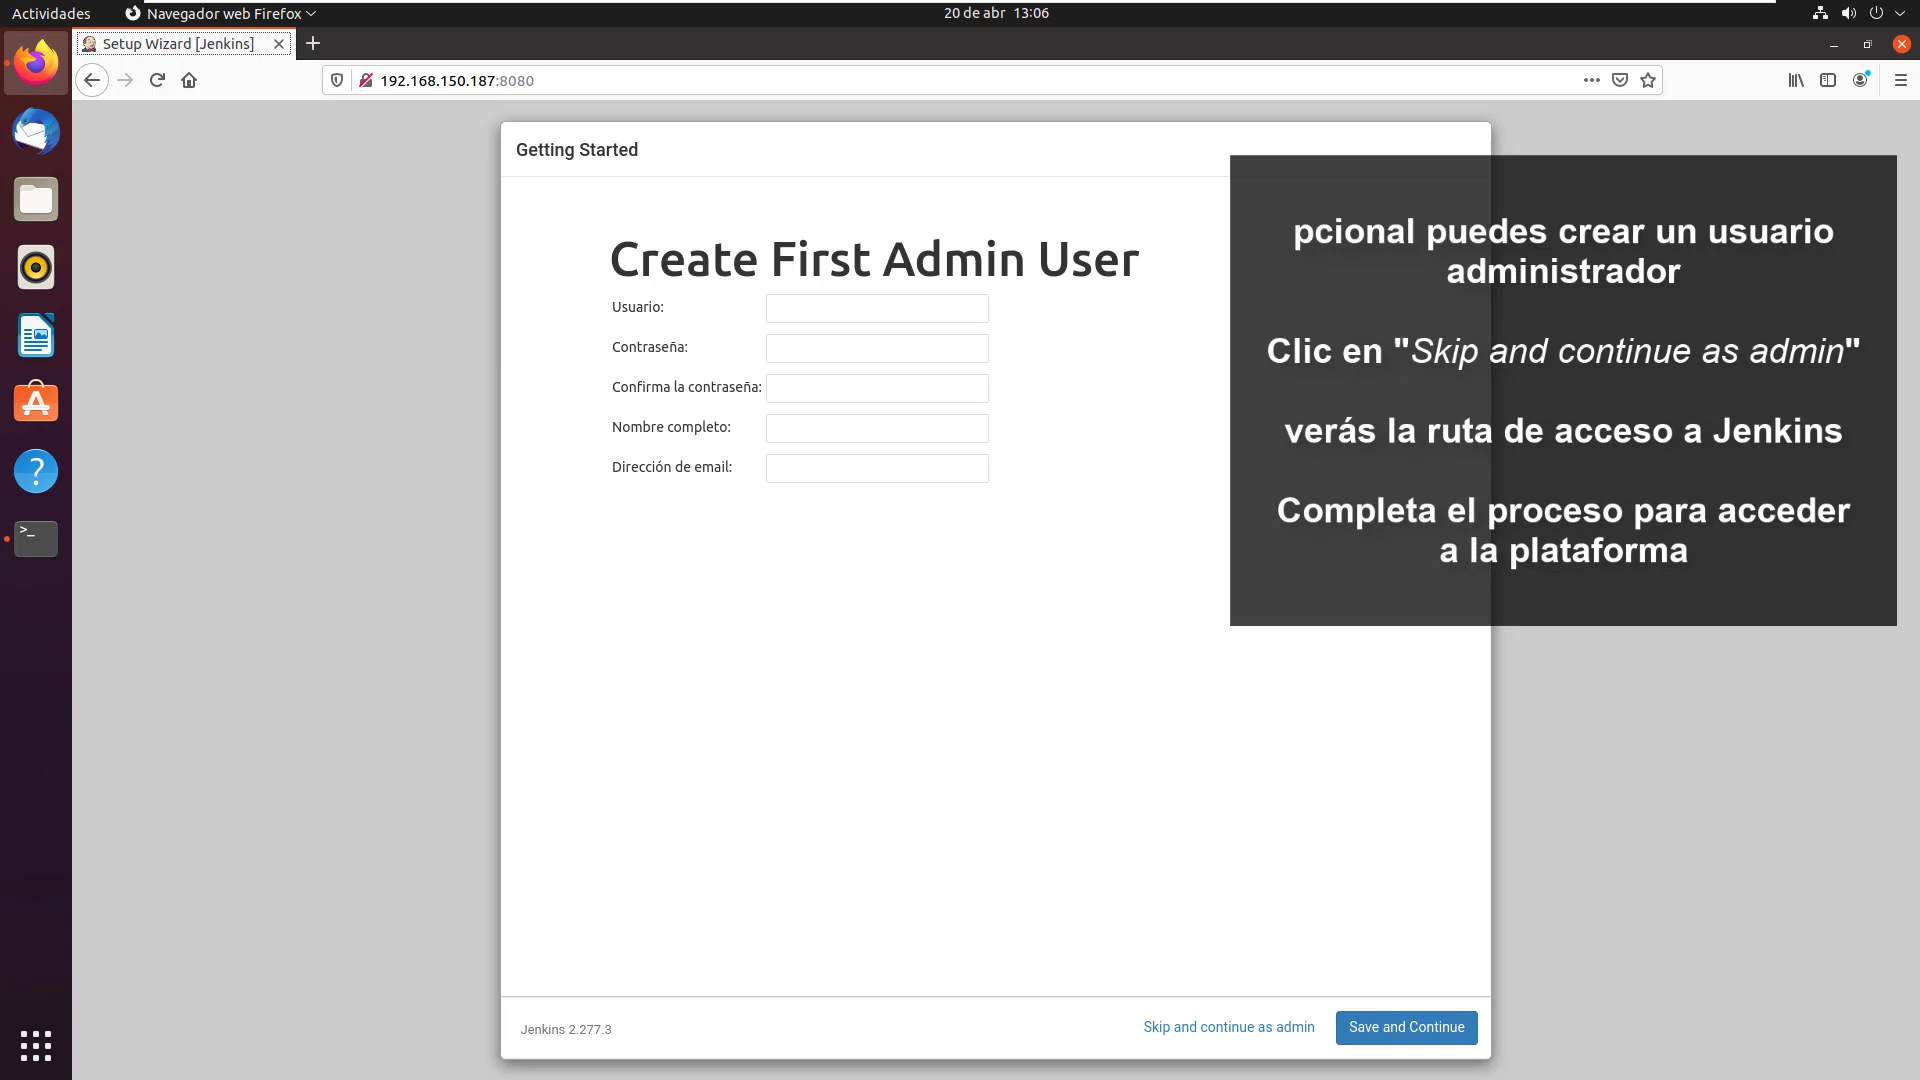 Actividades
Navegador web Firefox
20 de abr 13:06
Setup Wizard [Jenkins]
192.168.150.187:8080
Getting Started
Create First Admin User
Usuario:
Contraseña:
Confirma la contraseña:
Nombre completo:
Dirección de email:
pcional puedes crear un usuario
administrador
Clic en "Skip and continue as admin"
verás la ruta de acceso a Jenkins
Completa el proceso para acceder
a la plataforma
Jenkins 2.277.3
Skip and continue as admin
Save and Continue